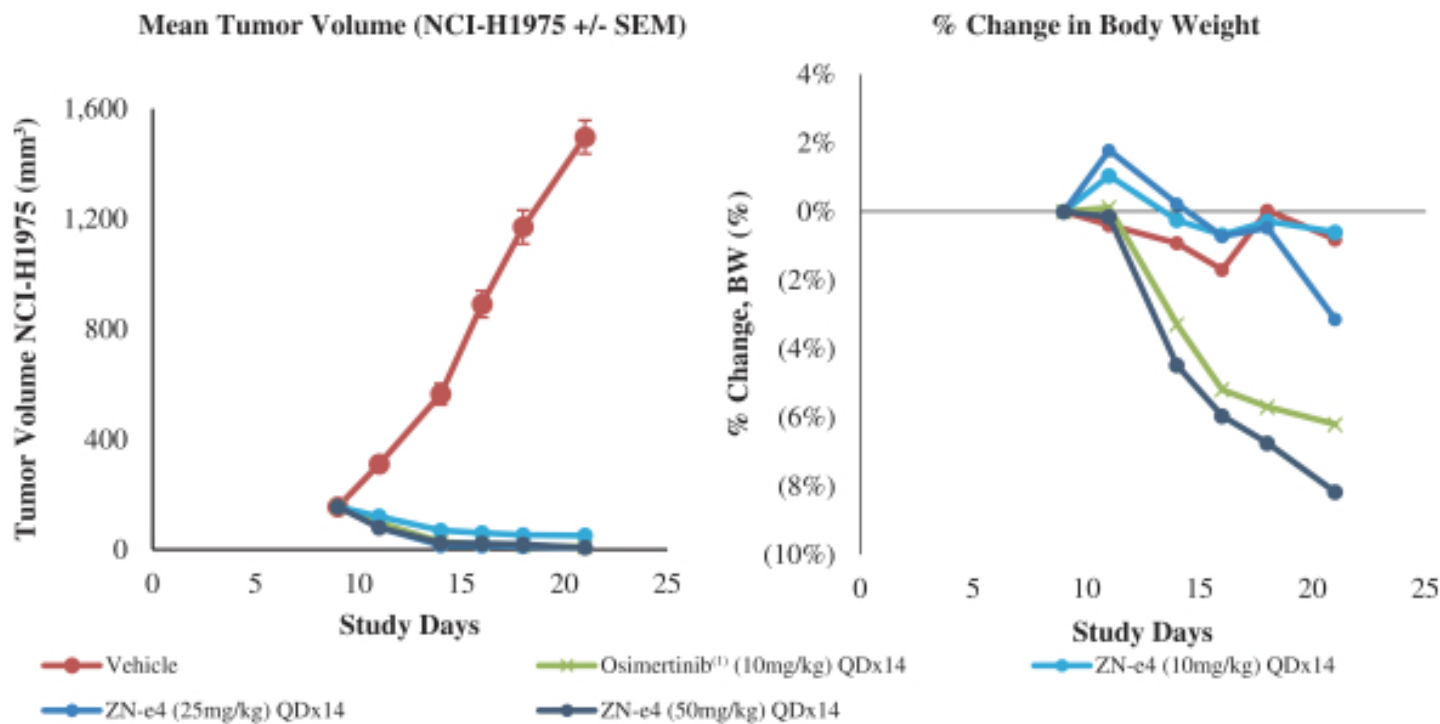 Mean Tumor Volume (NCI-H1975 +/- SEM)
Tumor Volume NCI-H1975 (mm³)
1,600
1,200
800
400
0
0 5 10 15 20 25
Study Days
% Change in Body Weight
% Change, BW (%)
4%
2%
0%
(2%)
(4%)
(6%)
(8%)
(10%)
0 5 10 15 20 25
Study Days
Vehicle
Osimertinib⁽¹⁾ (10mg/kg) QDx14
ZN-e4 (10mg/kg) QDx14
ZN-e4 (25mg/kg) QDx14
ZN-e4 (50mg/kg) QDx14